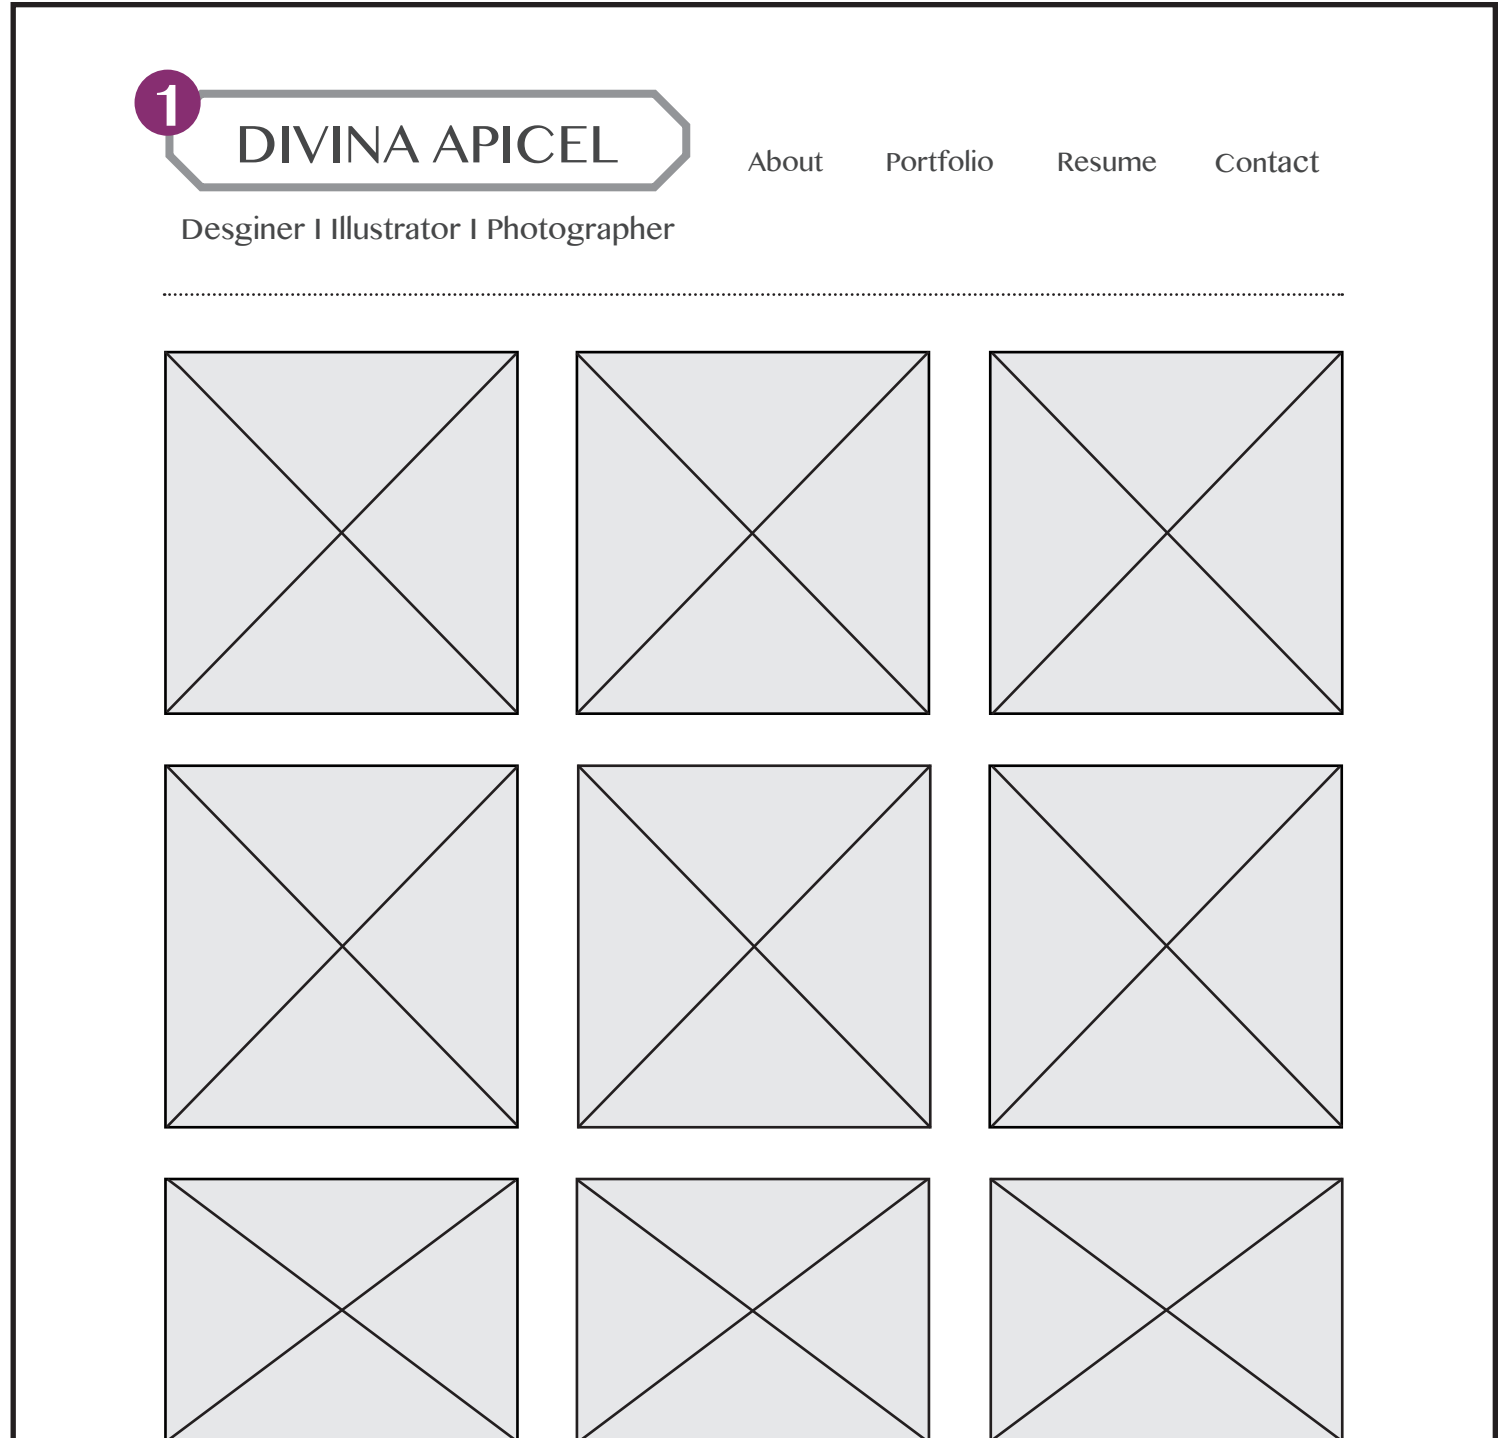 1
DIVINA APICEL
About Portfolio Resume Contact
Desginer I Illustrator I Photographer